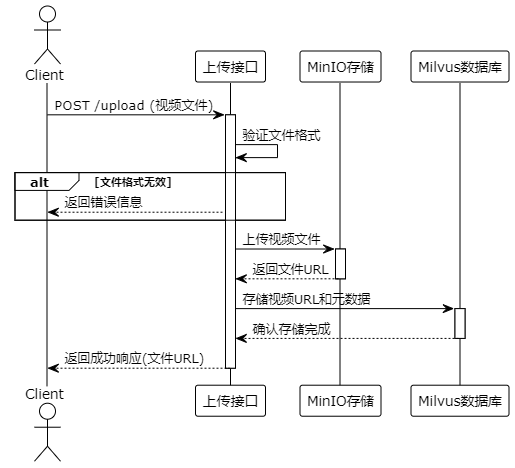 Client
上传接口
MinIO存储
Milvus数据库
POST /upload (视频文件)
验证文件格式
alt
[文件格式无效]
返回错误信息
上传视频文件
返回文件URL
存储视频URL和元数据
确认存储完成
返回成功响应(文件URL)
Client
上传接口
MinIO存储
Milvus数据库